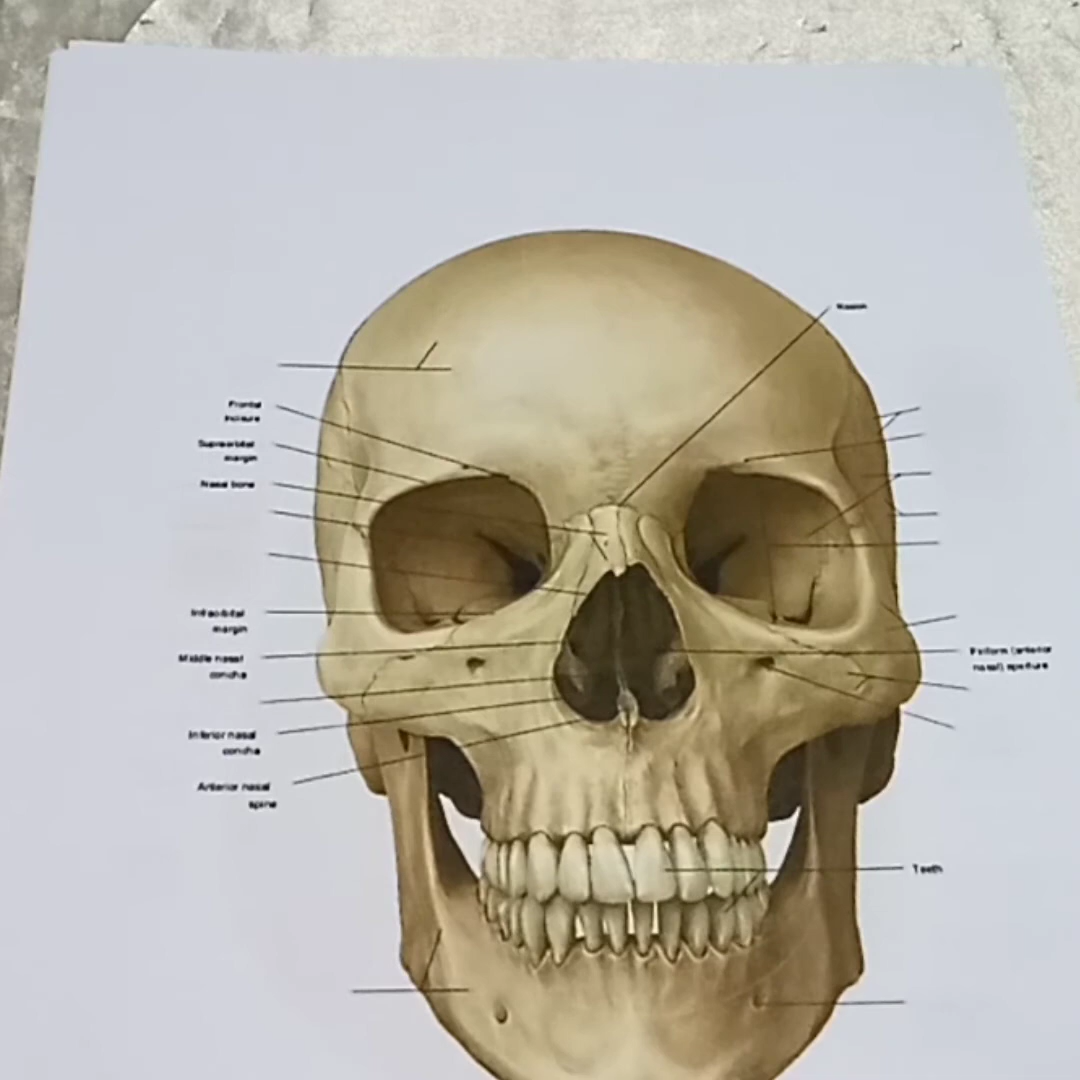 Nasion
Frontal
incisure
Supraorbital
margin
Nasal bone
Infraorbital
margin
Middle nasal
concha
Piriform (anterior
nasal) aperture
Inferior nasal
concha
Anterior nasal
spine
Teeth